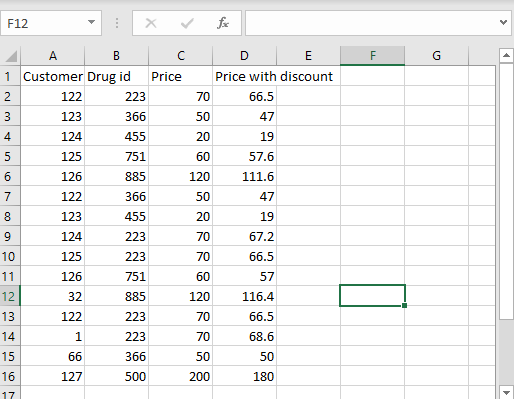 F12 fx
A B C D E F G
1 Customer Drug id Price Price with discount
2 122 223 70 66.5
3 123 366 50 47
4 124 455 20 19
5 125 751 60 57.6
6 126 885 120 111.6
7 122 366 50 47
8 123 455 20 19
9 124 223 70 67.2
10 125 223 70 66.5
11 126 751 60 57
12 32 885 120 116.4
13 122 223 70 66.5
14 1 223 70 68.6
15 66 366 50 50
16 127 500 200 180
17